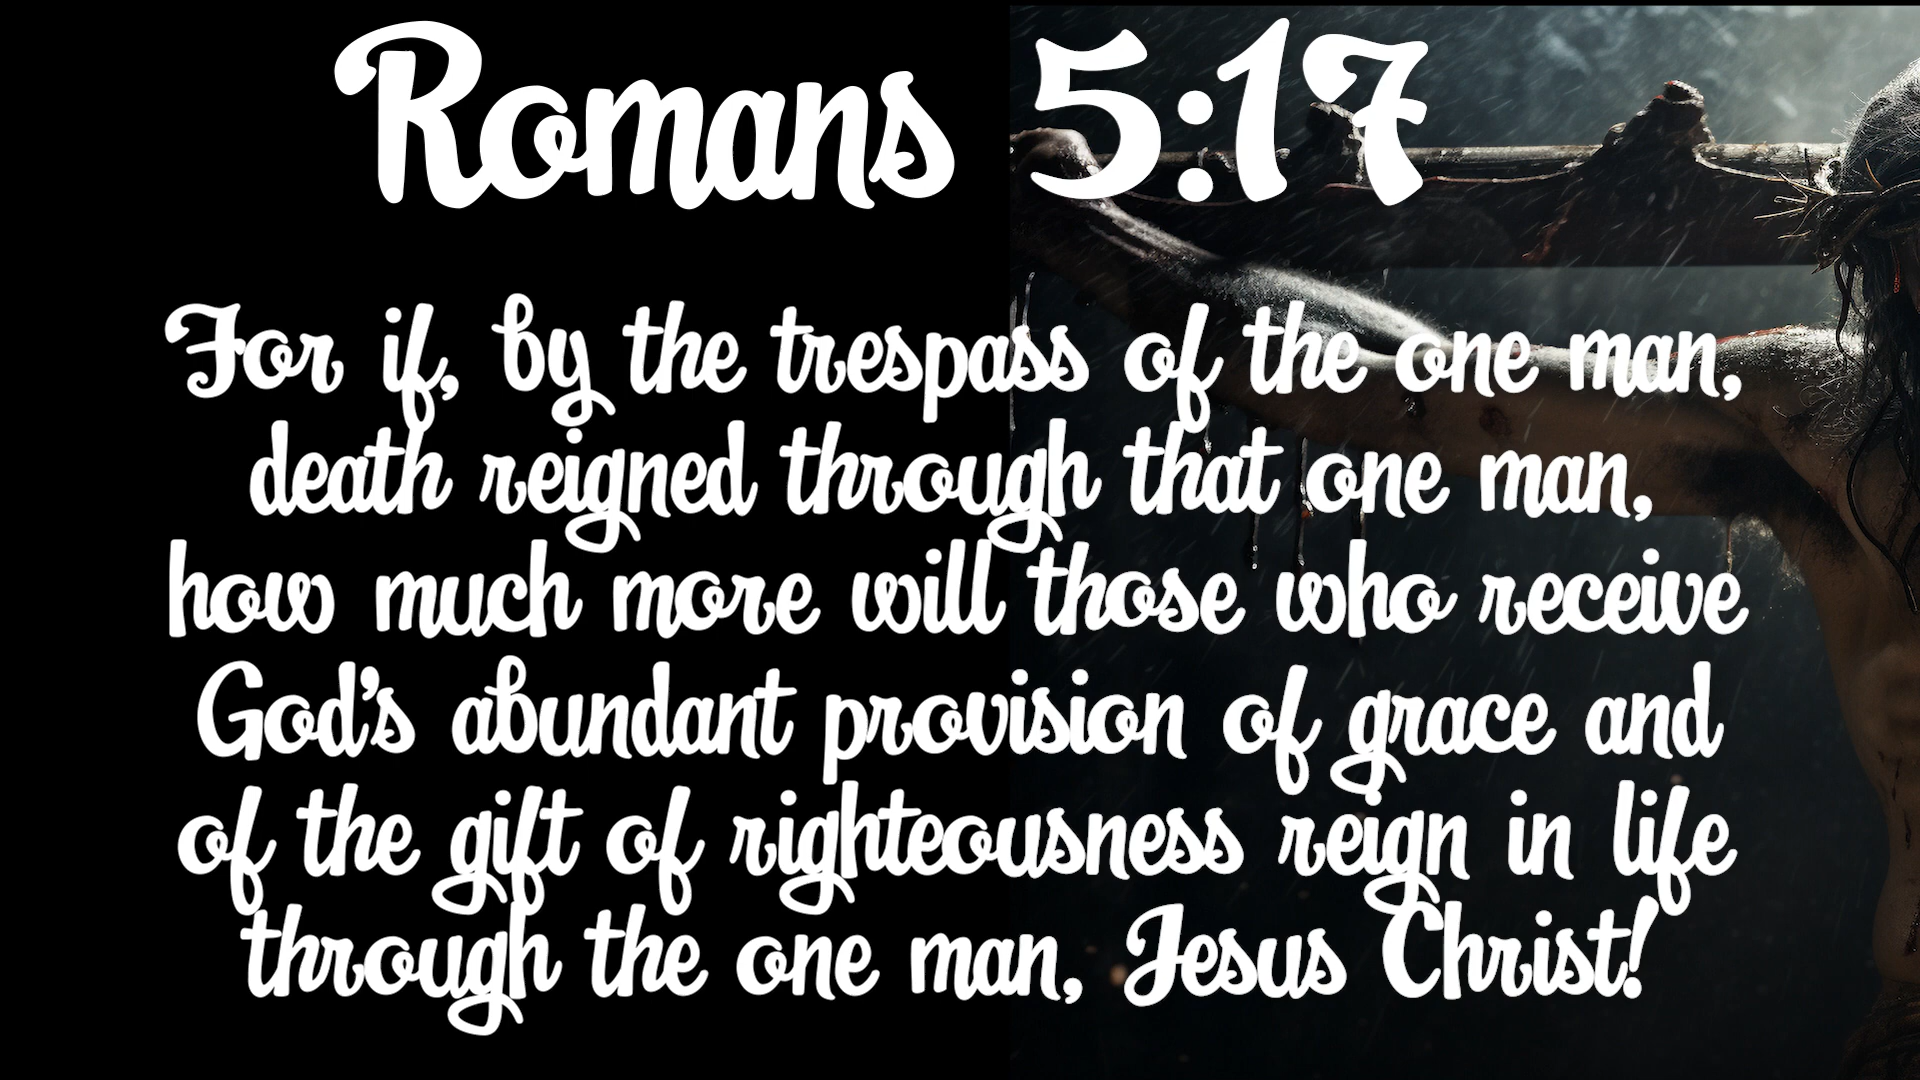 Romans 5:17
For if, by the trespass of the one man,
death reigned through that one man,
how much more will those who receive
God's abundant provision of grace and
of the gift of righteousness reign in life
through the one man, Jesus Christ!